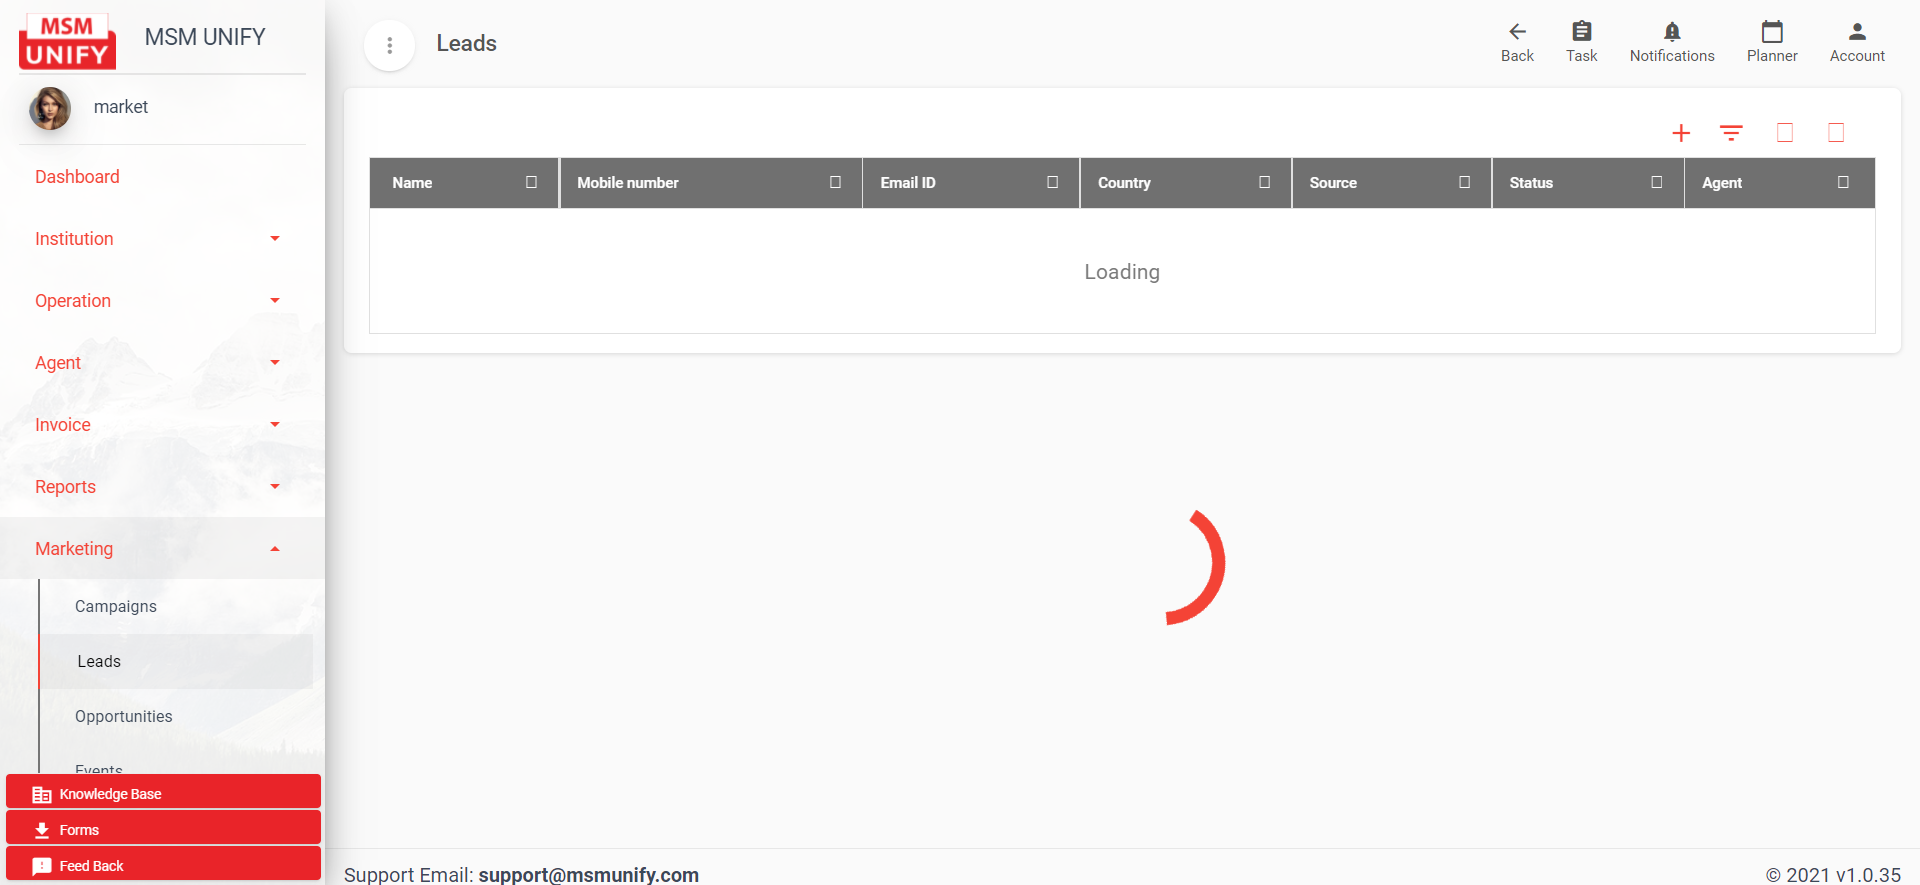 MSM
UNIFY
MSM UNIFY
market
Dashboard
Institution
Operation
Agent
Invoice
Reports
Marketing
Campaigns
Leads
Opportunities
Events
Knowledge Base
Forms
Feed Back
Leads
Back
Task
Notifications
Planner
Account
Name
Mobile number
Email ID
Country
Source
Status
Agent
Loading
Support Email: support@msmunify.com
© 2021 v1.0.35